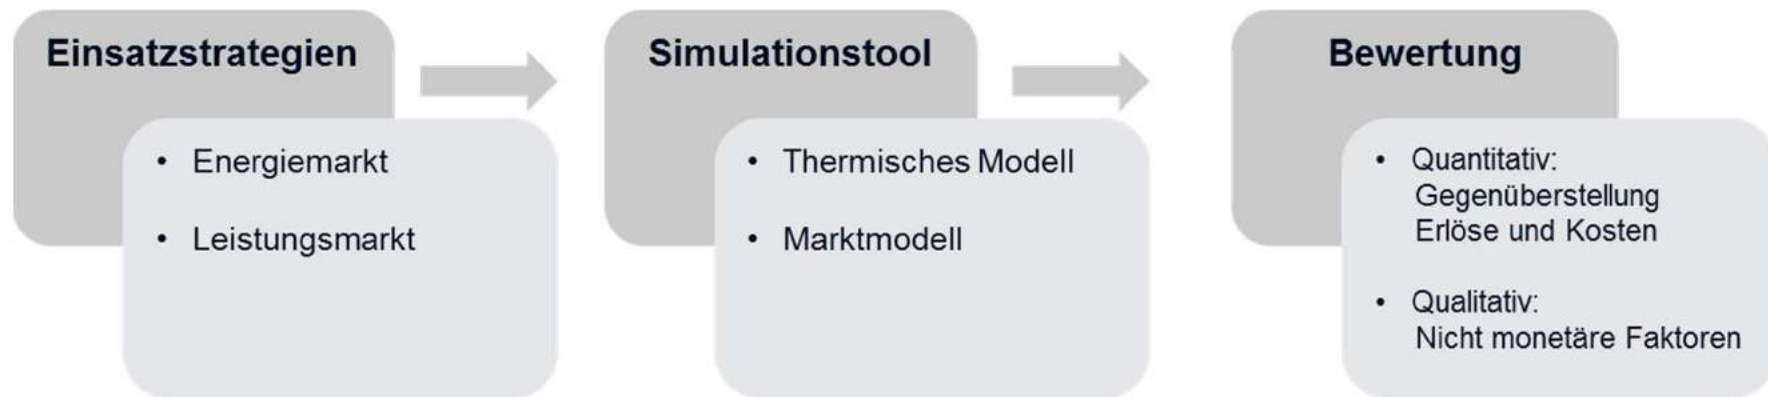 Einsatzstrategien
• Energiemarkt
• Leistungsmarkt
Simulationstool
• Thermisches Modell
• Marktmodell
Bewertung
• Quantitativ:
Gegenüberstellung
Erlöse und Kosten
• Qualitativ:
Nicht monetäre Faktoren